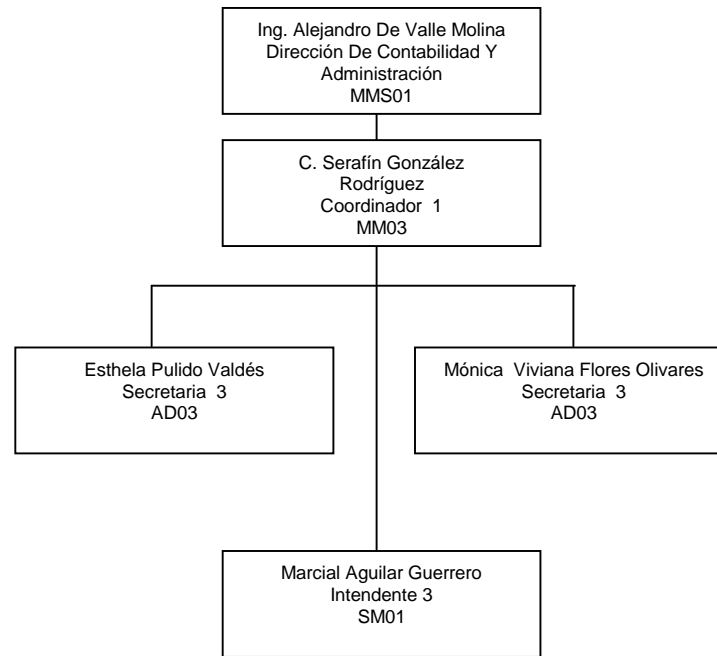 Ing. Alejandro De Valle Molina
Dirección De Contabilidad Y
Administración
MMS01
C. Serafín González
Rodríguez
Coordinador 1
MM03
Esthela Pulido Valdés
Secretaria 3
AD03
Mónica Viviana Flores Olivares
Secretaria 3
AD03
Marcial Aguilar Guerrero
Intendente 3
SM01